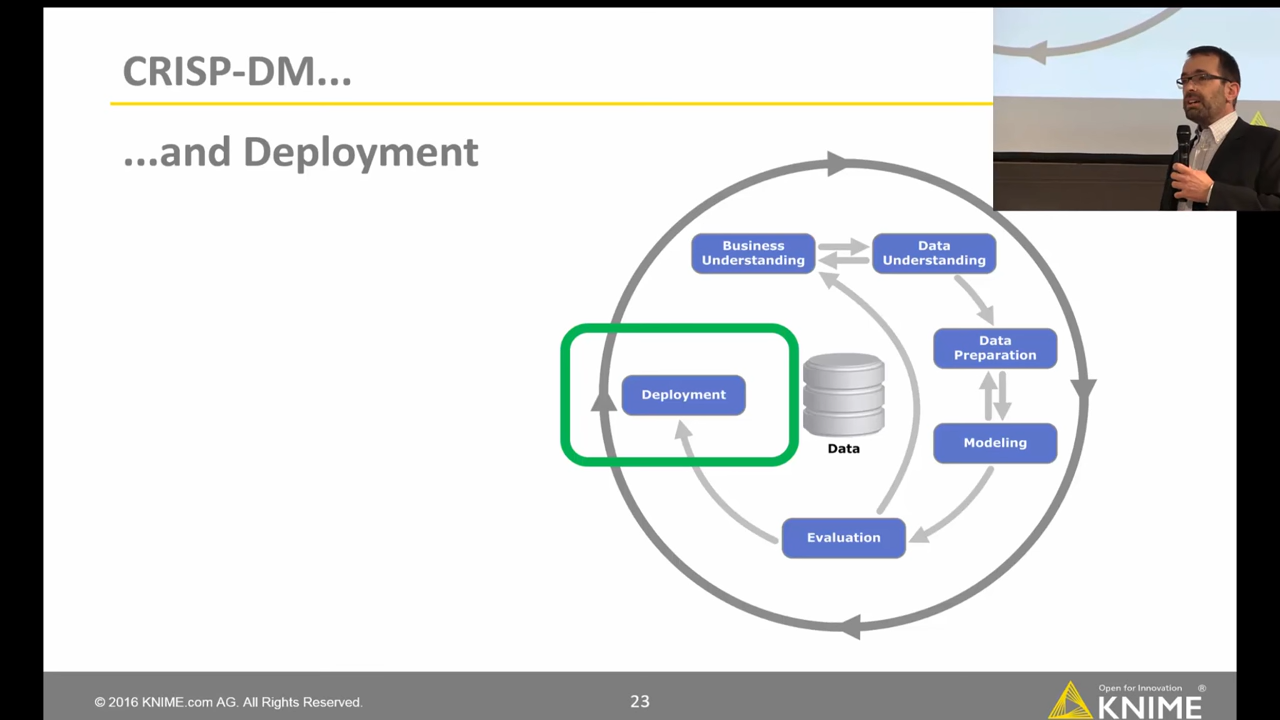 CRISP-DM...
...and Deployment
Business
Understanding
Data
Understanding
Data
Preparation
Deployment
Data
Modeling
Evaluation
© 2016 KNIME.com AG. All Rights Reserved.
23
Open for Innovation ®
KNIME